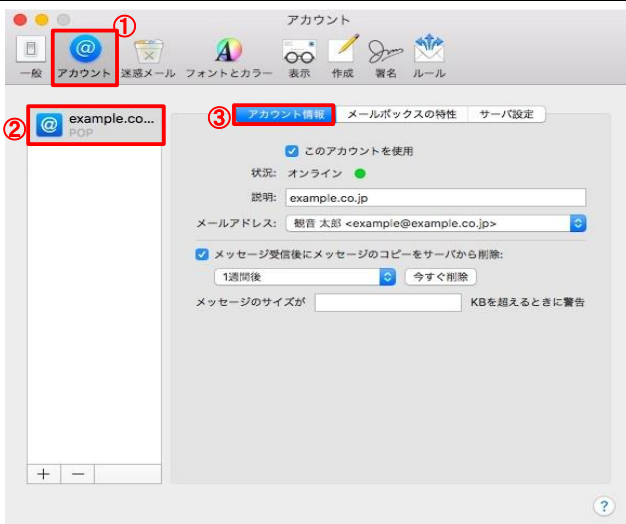 アカウント
①
一般 アカウント 迷惑メール フォントとカラー 表示 作成 署名 ルール
② example.co...
POP
③ アカウント情報 メールボックスの特性 サーバ設定
このアカウントを使用
状況: オンライン
説明: example.co.jp
メールアドレス: 観音 太郎 <example@example.co.jp>
メッセージ受信後にメッセージのコピーをサーバから削除:
1週間後 今すぐ削除
メッセージのサイズが KBを超えるときに警告
+ −
?